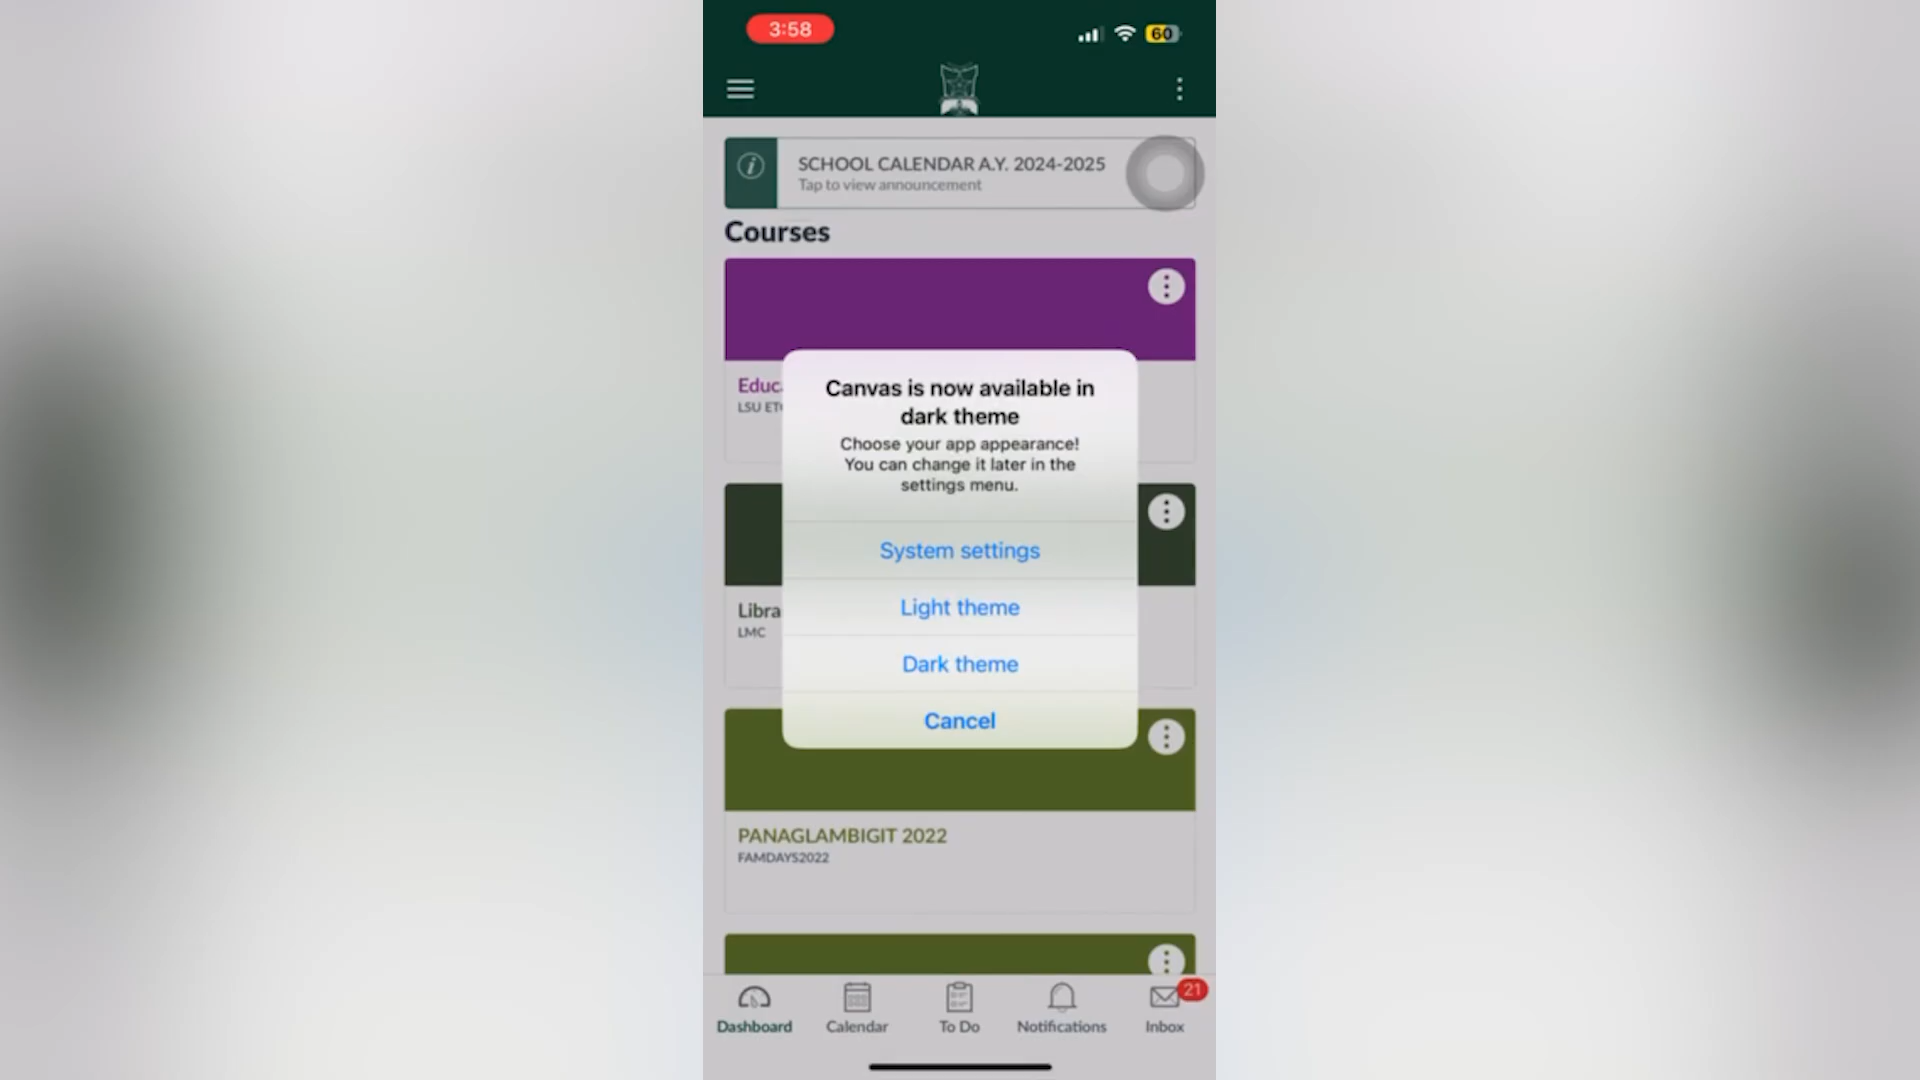 3:58
60
SCHOOL CALENDAR A.Y. 2024-2025
Tap to view announcement
Courses
Educ
LSU ET
Canvas is now available in
dark theme
Choose your app appearance!
You can change it later in the
settings menu.
System settings
Light theme
Dark theme
Cancel
Libra
LMC
PANAGLAMBIGIT 2022
FAMDAYS2022
21
Dashboard
Calendar
To Do
Notifications
Inbox